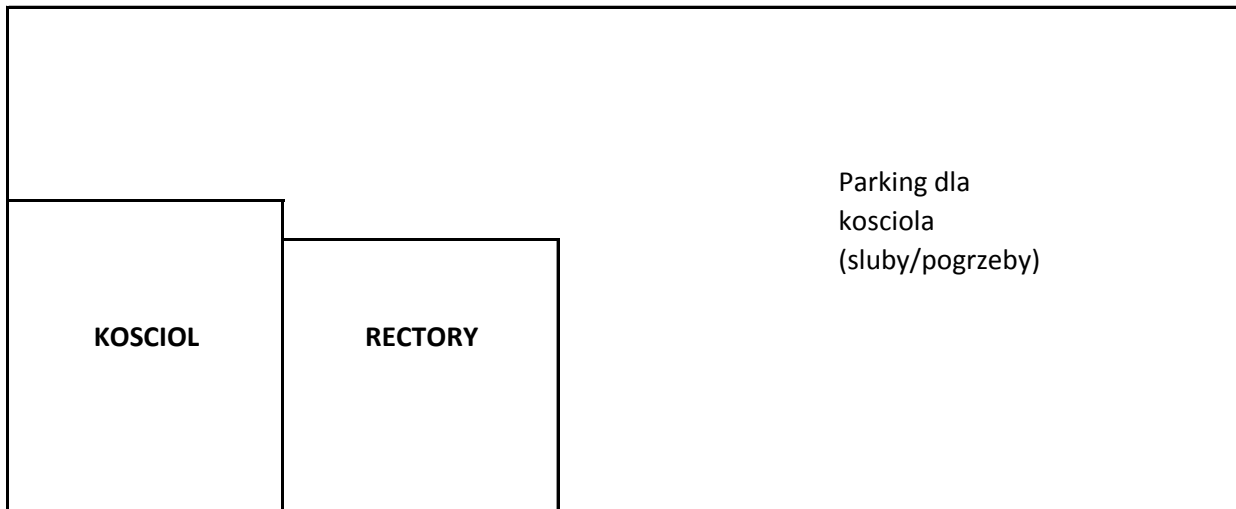 Parking dla
kosciola
(sluby/pogrzeby)
KOSCIOL
RECTORY